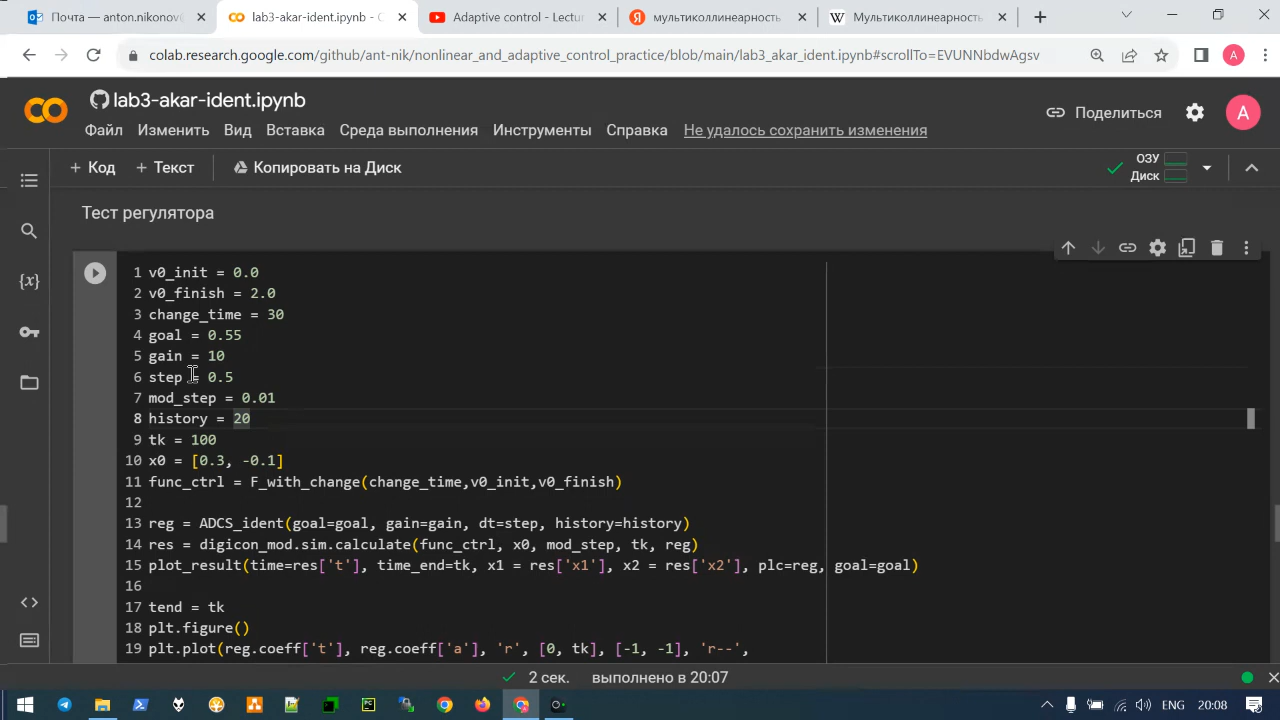 Почта — anton.nikonov
lab3-akar-ident.ipynb - C
Adaptive control - Lectu
мультиколлинеарность
Мультиколлинеарность
colab.research.google.com/github/ant-nik/nonlinear_and_adaptive_control_practice/blob/main/lab3_akar_ident.ipynb#scrollTo=EVUNNbdwAgsv
A
lab3-akar-ident.ipynb
Поделиться
A
Файл Изменить Вид Вставка Среда выполнения Инструменты Справка Не удалось сохранить изменения
+ Код + Текст Копировать на Диск
ОЗУ
Диск
Тест регулятора
1 v0_init = 0.0
2 v0_finish = 2.0
3 change_time = 30
4 goal = 0.55
5 gain = 10
6 step = 0.5
7 mod_step = 0.01
8 history = 20
9 tk = 100
10 x0 = [0.3, -0.1]
11 func_ctrl = F_with_change(change_time,v0_init,v0_finish)
12
13 reg = ADCS_ident(goal=goal, gain=gain, dt=step, history=history)
14 res = digicon_mod.sim.calculate(func_ctrl, x0, mod_step, tk, reg)
15 plot_result(time=res['t'], time_end=tk, x1 = res['x1'], x2 = res['x2'], plc=reg, goal=goal)
16
17 tend = tk
18 plt.figure()
19 plt.plot(reg.coeff['t'], reg.coeff['a'], 'r', [0, tk], [-1, -1], 'r--',
2 сек. выполнено в 20:07
ENG 20:08